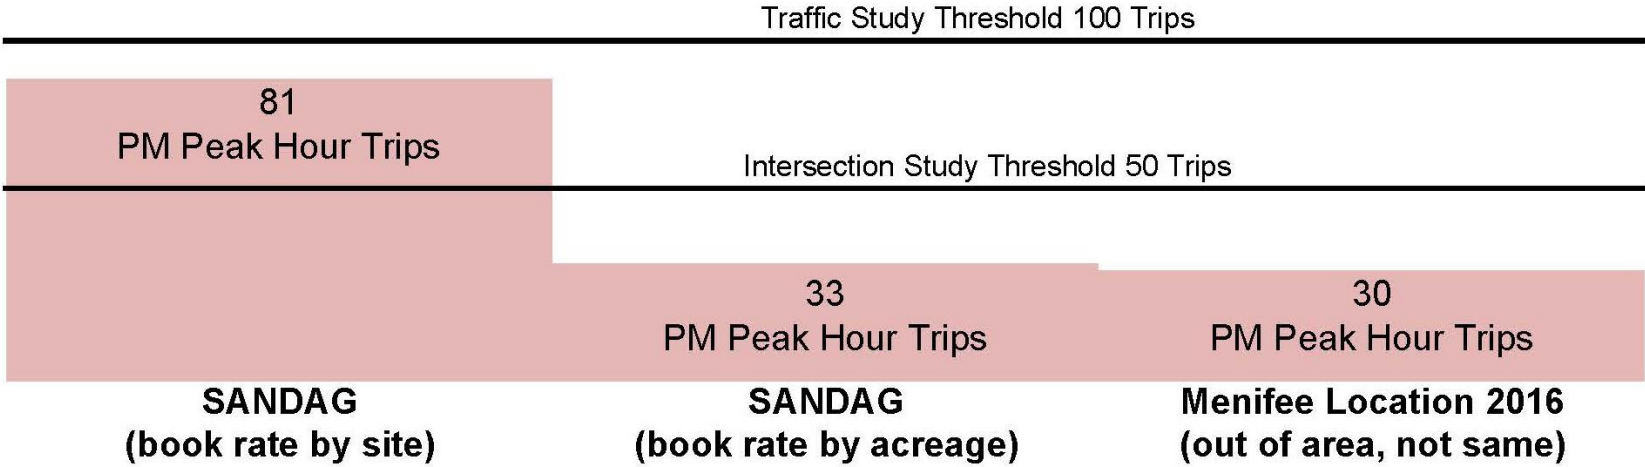 Traffic Study Threshold 100 Trips
81
PM Peak Hour Trips
Intersection Study Threshold 50 Trips
33
PM Peak Hour Trips
30
PM Peak Hour Trips
SANDAG
(book rate by site)
SANDAG
(book rate by acreage)
Menifee Location 2016
(out of area, not same)